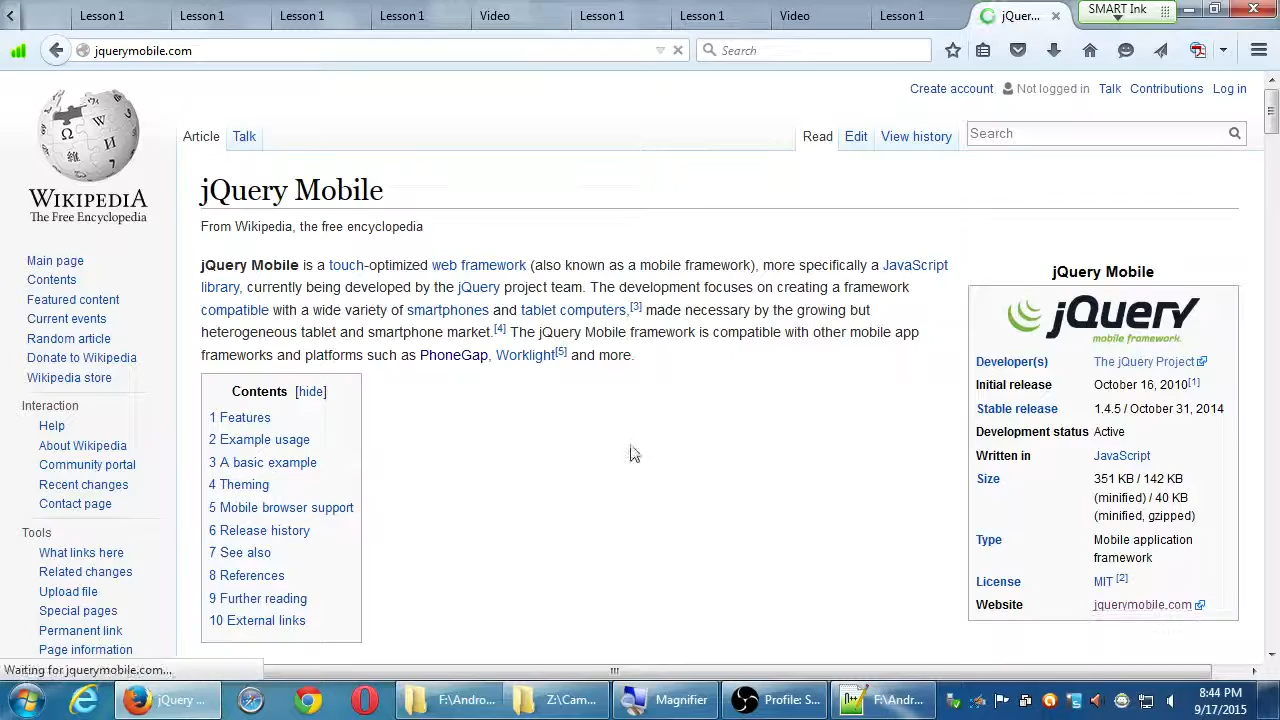 Lesson 1
Lesson 1
Lesson 1
Lesson 1
Video
Lesson 1
Lesson 1
Video
Lesson 1
jQuer...
SMART Ink
jquerymobile.com
Search
Create account
Not logged in
Talk
Contributions
Log in
Article
Talk
Read
Edit
View history
Search
WIKIPEDIA
The Free Encyclopedia
Main page
Contents
Featured content
Current events
Random article
Donate to Wikipedia
Wikipedia store
Interaction
Help
About Wikipedia
Community portal
Recent changes
Contact page
Tools
What links here
Related changes
Upload file
Special pages
Permanent link
Page information
jQuery Mobile
From Wikipedia, the free encyclopedia
jQuery Mobile is a touch-optimized web framework (also known as a mobile framework), more specifically a JavaScript
library, currently being developed by the jQuery project team. The development focuses on creating a framework
compatible with a wide variety of smartphones and tablet computers,[3] made necessary by the growing but
heterogeneous tablet and smartphone market.[4] The jQuery Mobile framework is compatible with other mobile app
frameworks and platforms such as PhoneGap, Worklight[5] and more.
Contents [hide]
1 Features
2 Example usage
3 A basic example
4 Theming
5 Mobile browser support
6 Release history
7 See also
8 References
9 Further reading
10 External links
jQuery Mobile
jQuery
mobile framework.
Developer(s) The jQuery Project
Initial release October 16, 2010[1]
Stable release 1.4.5 / October 31, 2014
Development status Active
Written in JavaScript
Size 351 KB / 142 KB
(minified) / 40 KB
(minified, gzipped)
Type Mobile application
framework
License MIT [2]
Website jquerymobile.com
Waiting for jquerymobile.com...
jQuery ...
F:\Andro...
Z:\Cam...
Magnifier
Profile: S...
F:\Andr...
8:44 PM
9/17/2015